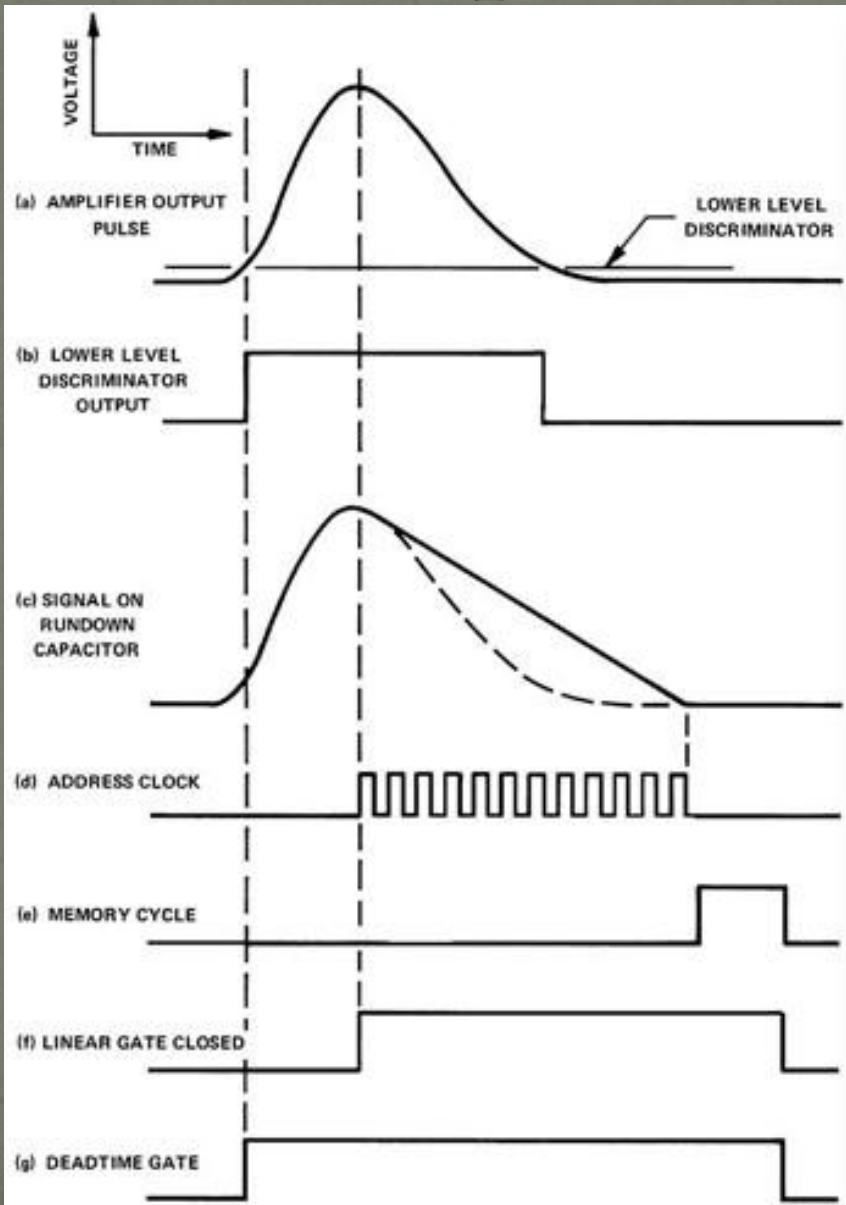 VOLTAGE
TIME
(a) AMPLIFIER OUTPUT
PULSE
LOWER LEVEL
DISCRIMINATOR
(b) LOWER LEVEL
DISCRIMINATOR
OUTPUT
(c) SIGNAL ON
RUNDOWN
CAPACITOR
(d) ADDRESS CLOCK
(e) MEMORY CYCLE
(f) LINEAR GATE CLOSED
(g) DEADTIME GATE